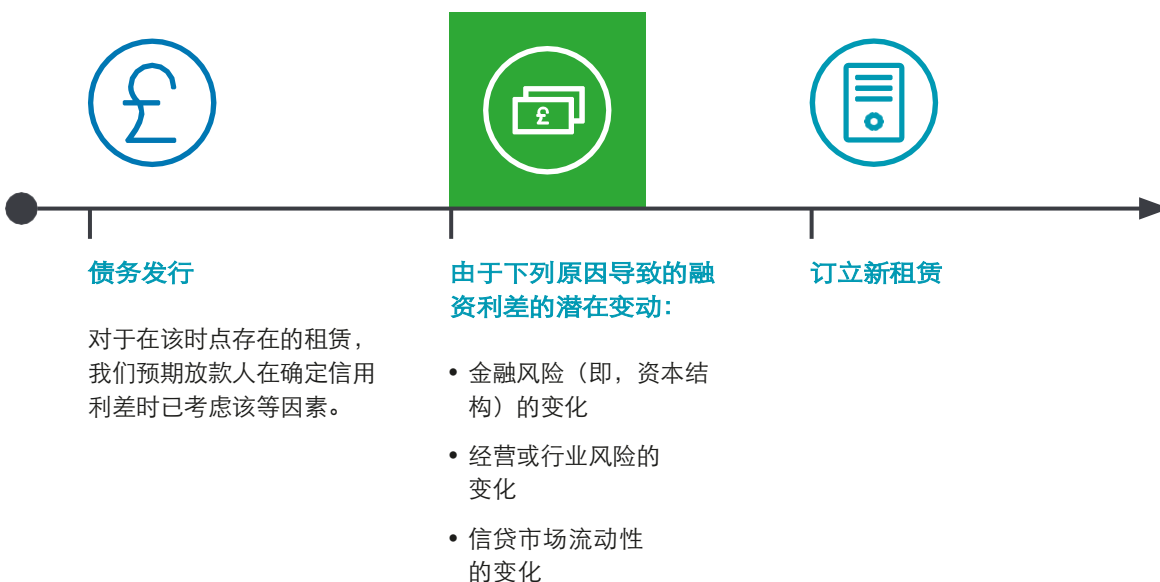 £
£
债务发行
对于在该时点存在的租赁，
我们预期放款人在确定信用
利差时已考虑该等因素。
由于下列原因导致的融
资利差的潜在变动：
• 金融风险（即，资本结
构）的变化
• 经营或行业风险的
变化
• 信贷市场流动性
的变化
订立新租赁